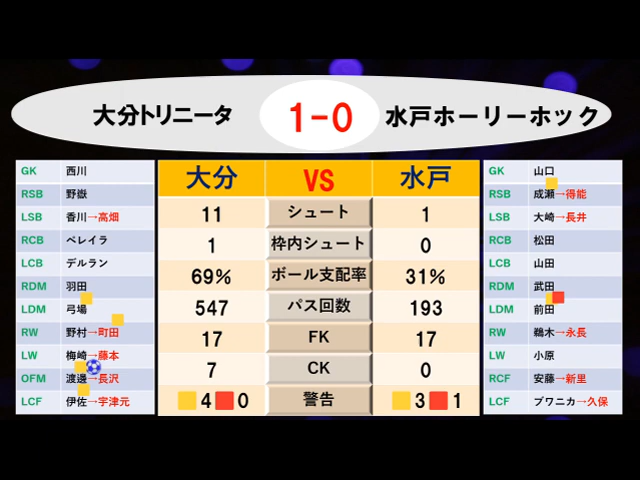 大分トリニータ 1-0 水戸ホーリーホック
GK 西川
RSB 野嶽
LSB 香川→高畑
RCB ペレイラ
LCB デルラン
RDM 羽田
LDM 弓場
RW 野村→町田
LW 梅崎→藤本
OFM 渡邊→長沢
LCF 伊佐→宇津元
大分 VS 水戸
11 シュート 1
1 枠内シュート 0
69% ボール支配率 31%
547 パス回数 193
17 FK 17
7 CK 0
4 0 警告 3 1
GK 山口
RSB 成瀬→得能
LSB 大崎→長井
RCB 松田
LCB 山田
RDM 武田
LDM 前田
RW 鵜木→永長
LW 小原
RCF 安藤→新里
LCF プワニカ→久保